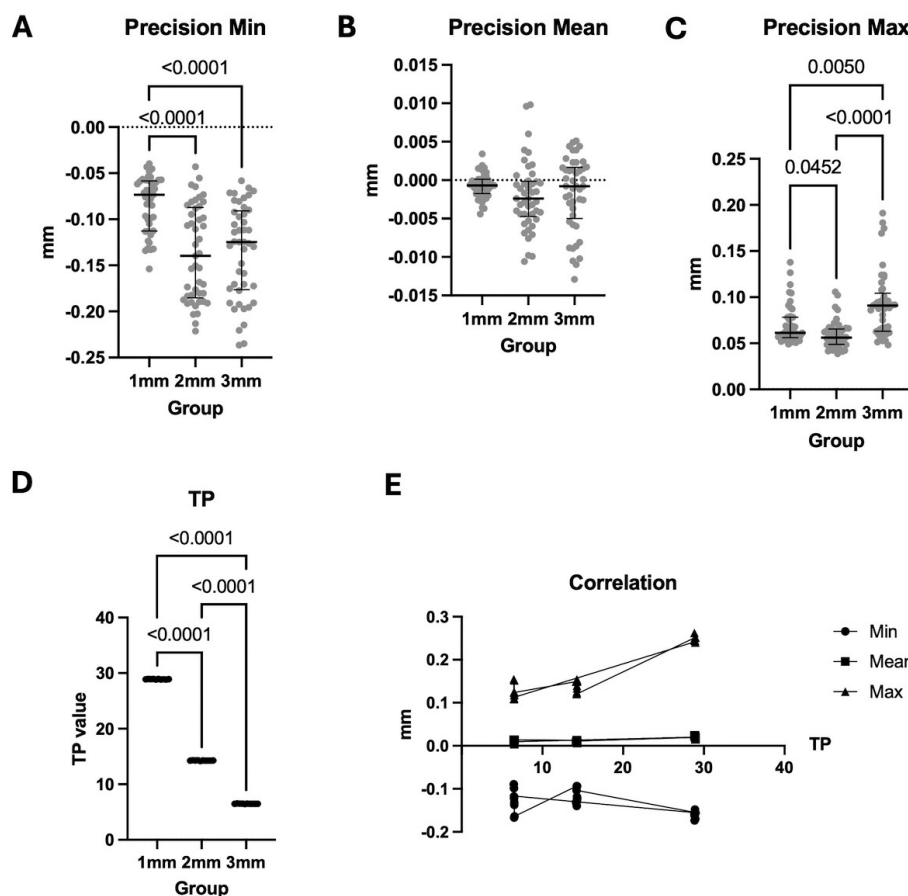 A
Precision Min
<0.0001
<0.0001
0.00
-0.05
-0.10
-0.15
-0.20
-0.25
mm
1mm 2mm 3mm
Group
B
Precision Mean
0.015
0.010
0.005
0.000
-0.005
-0.010
-0.015
mm
1mm 2mm 3mm
Group
C
Precision Max
0.0050
<0.0001
0.0452
0.25
0.20
0.15
0.10
0.05
0.00
mm
1mm 2mm 3mm
Group
D
TP
<0.0001
<0.0001
<0.0001
40
30
20
10
0
TP value
1mm 2mm 3mm
Group
E
Correlation
0.3
0.2
0.1
0.0
-0.1
-0.2
mm
10 20 30 40
TP
Min
Mean
Max